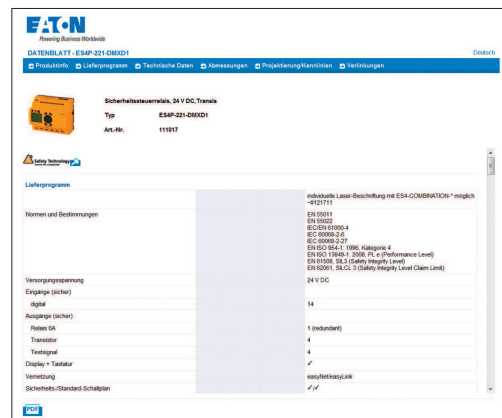 EATON
Powering Business Worldwide
DATENBLATT - ES4P-221-DMXD1
Deutsch
Produktinfo Lieferprogramm Technische Daten Abmessungen Projektierung/Kennlinien Verlinkungen
Sicherheitssteuerrelais, 24 V DC, Transis
Typ ES4P-221-DMXD1
Art.-Nr. 111017
Safety Technology
Lieferprogramm
individuelle Laser-Beschriftung mit ES4-COMBINATION-* möglich
~#121711
Normen und Bestimmungen
EN 55011
EN 55022
IEC/EN 61000-4
IEC 60068-2-6
IEC 60068-2-27
EN ISO 954-1: 1996, Kategorie 4
EN ISO 13849-1: 2008, PL e (Performance Level)
EN 61508, SIL3 (Safety Integrity Level)
EN 62061, SILCL 3 (Safety Integrity Level Claim Limit)
Versorgungsspannung 24 V DC
Eingänge (sicher)
digital 14
Ausgänge (sicher)
Relais 6A 1 (redundant)
Transistor 4
Testsignal 4
Display + Tastatur ✓
Vernetzung easyNet/easyLink
Sicherheits-/Standard-Schaltplan ✓/✓
PDF